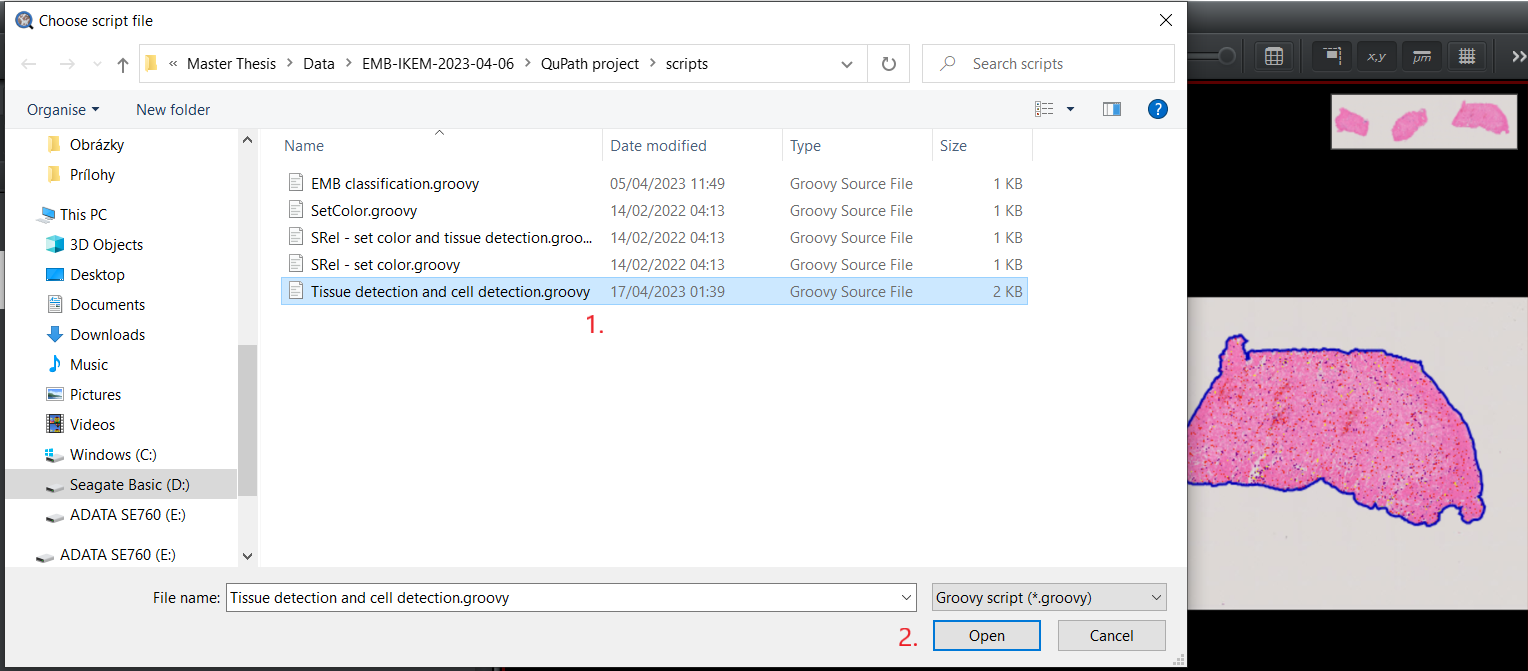 Choose script file
« Master Thesis > Data > EMB-IKEM-2023-04-06 > QuPath project > scripts
Search scripts
Organise New folder
?
x,y μm »
Obrázky
Prílohy
This PC
3D Objects
Desktop
Documents
Downloads
Music
Pictures
Videos
Windows (C:)
Seagate Basic (D:)
ADATA SE760 (E:)
ADATA SE760 (E:)
Name Date modified Type Size
EMB classification.groovy 05/04/2023 11:49 Groovy Source File 1 KB
SetColor.groovy 14/02/2022 04:13 Groovy Source File 1 KB
SRel - set color and tissue detection.groo... 14/02/2022 04:13 Groovy Source File 1 KB
SRel - set color.groovy 14/02/2022 04:13 Groovy Source File 1 KB
Tissue detection and cell detection.groovy 17/04/2023 01:39 Groovy Source File 2 KB
1.
File name: Tissue detection and cell detection.groovy Groovy script (*.groovy)
2. Open Cancel